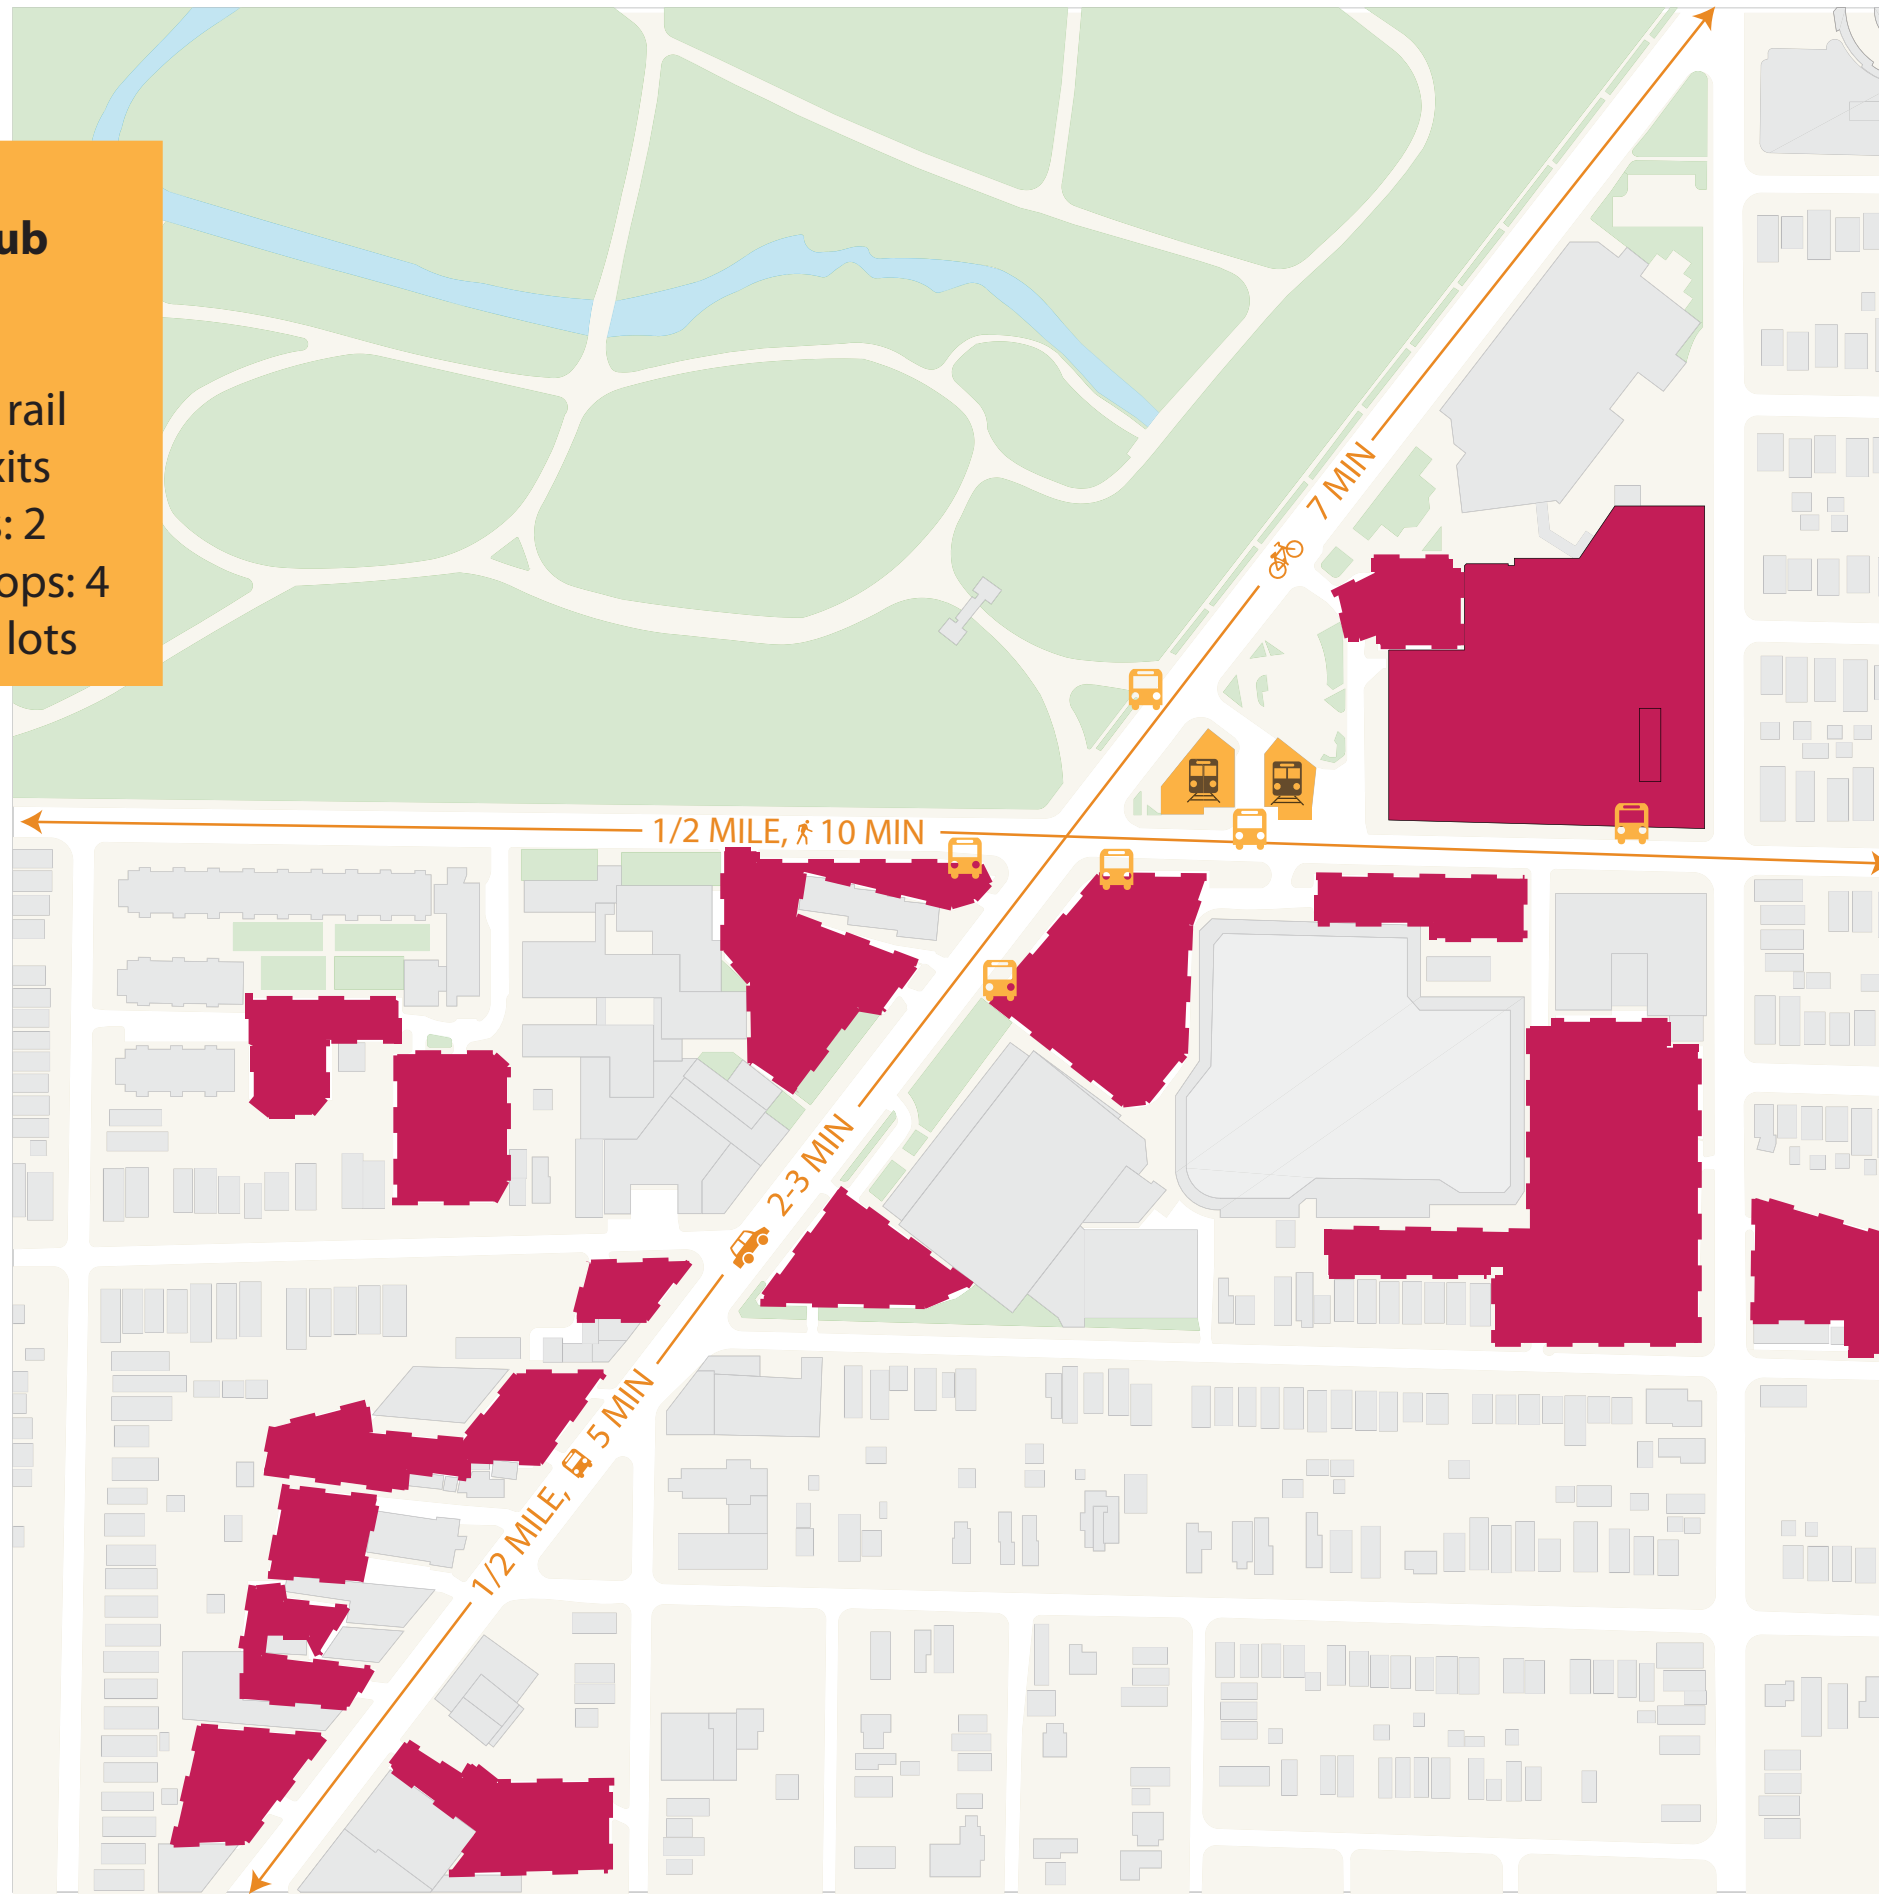 ub
rail
xits
s: 2
ops: 4
lots
7 MIN
1/2 MILE, 10 MIN
2-3 MIN
1/2 MILE, 5 MIN